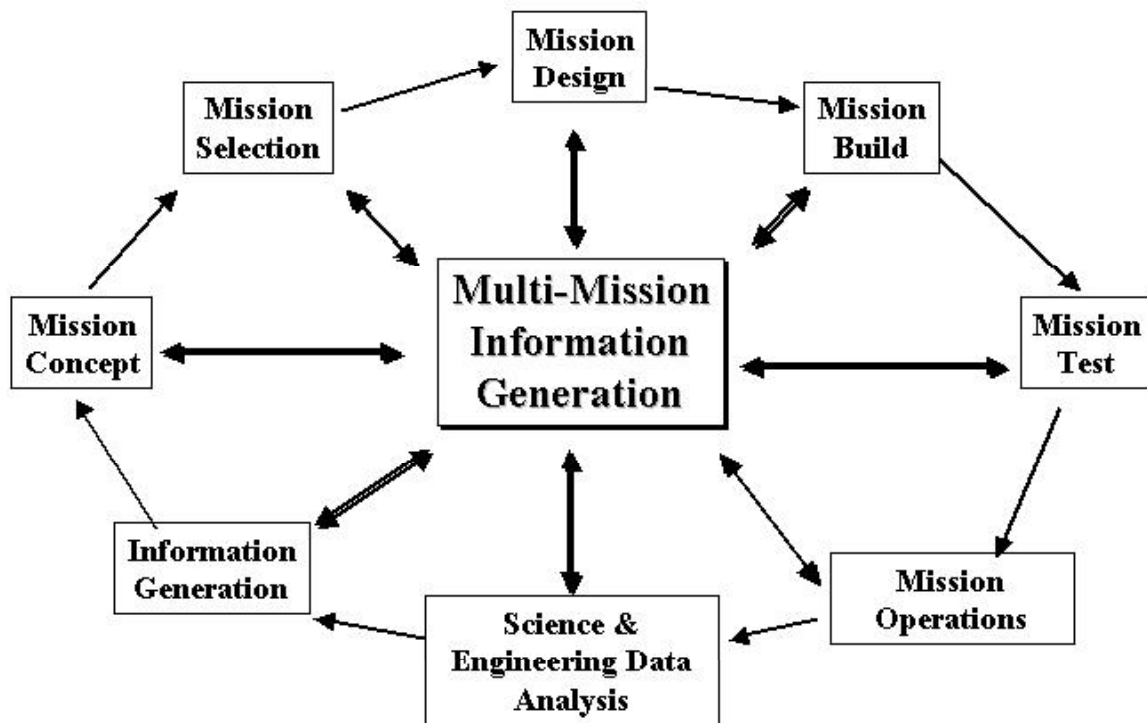 Mission
Design
Mission
Selection
Mission
Build
Multi-Mission
Information
Generation
Mission
Concept
Mission
Test
Information
Generation
Mission
Operations
Science &
Engineering Data
Analysis